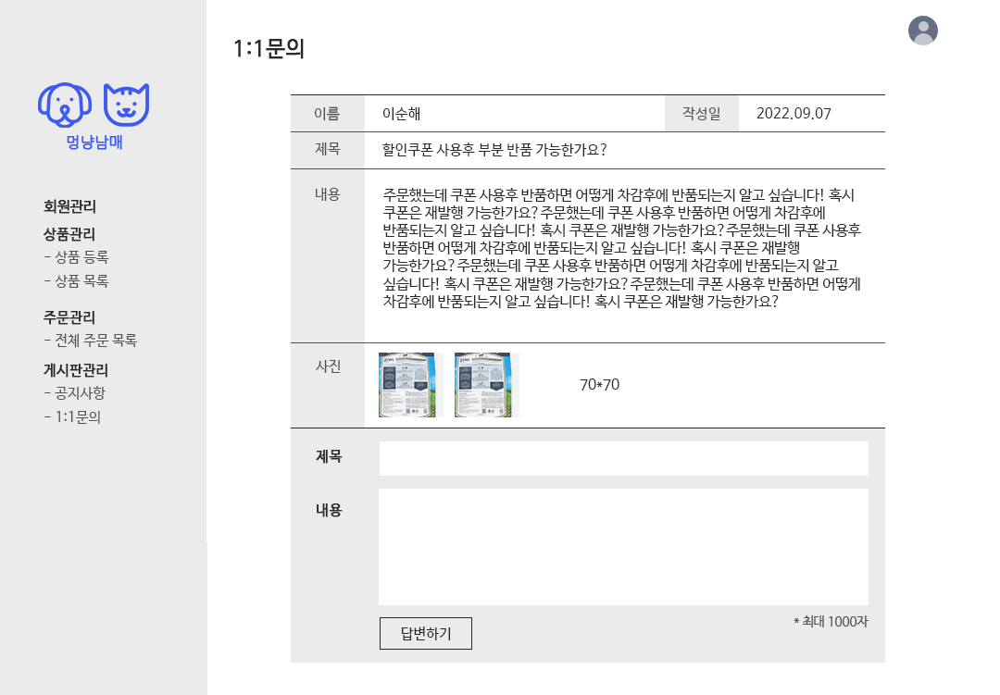 1:1문의
멍냥남매
회원관리
상품관리
- 상품 등록
- 상품 목록
주문관리
- 전체 주문 목록
게시판관리
- 공지사항
- 1:1문의
이름 이순해 작성일 2022.09.07
제목 할인쿠폰 사용후 부분 반품 가능한가요?
내용 주문했는데 쿠폰 사용후 반품하면 어떻게 차감후에 반품되는지 알고 싶습니다! 혹시
쿠폰은 재발행 가능한가요?주문했는데 쿠폰 사용후 반품하면 어떻게 차감후에
반품되는지 알고 싶습니다! 혹시 쿠폰은 재발행 가능한가요?주문했는데 쿠폰 사용후
반품하면 어떻게 차감후에 반품되는지 알고 싶습니다! 혹시 쿠폰은 재발행
가능한가요?주문했는데 쿠폰 사용후 반품하면 어떻게 차감후에 반품되는지 알고
싶습니다! 혹시 쿠폰은 재발행 가능한가요?주문했는데 쿠폰 사용후 반품하면 어떻게
차감후에 반품되는지 알고 싶습니다! 혹시 쿠폰은 재발행 가능한가요?
사진 70*70
제목
내용
* 최대 1000자
답변하기